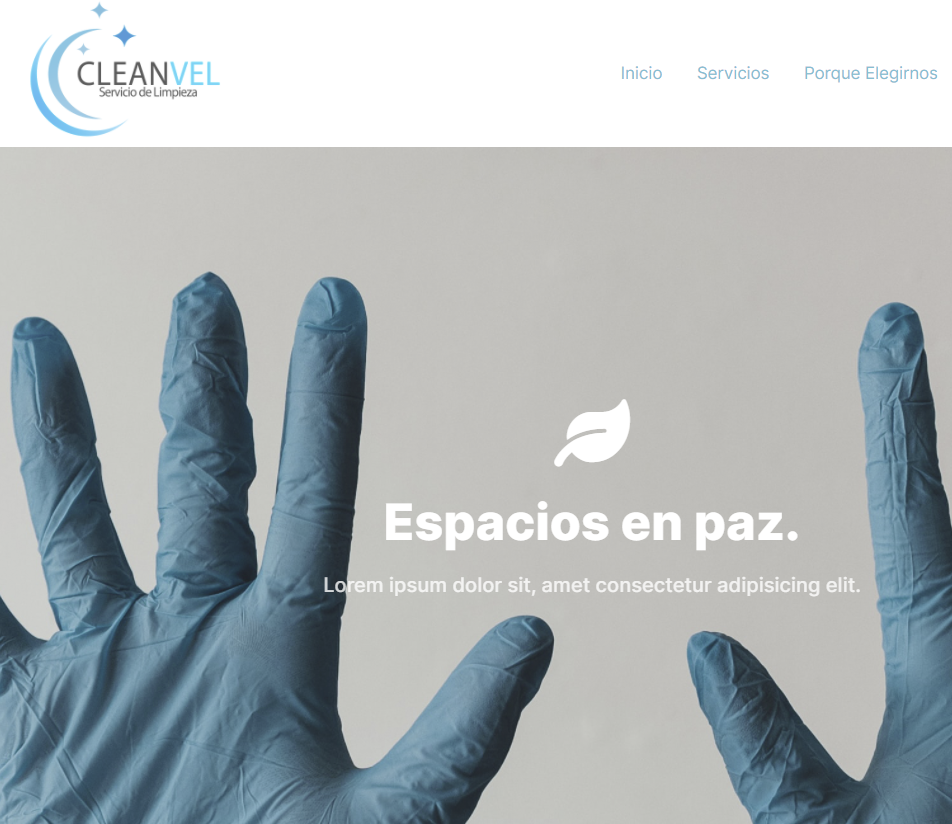 CLEANVEL
Servicio de Limpieza
Inicio Servicios Porque Elegirnos
Espacios en paz.
Lorem ipsum dolor sit, amet consectetur adipisicing elit.